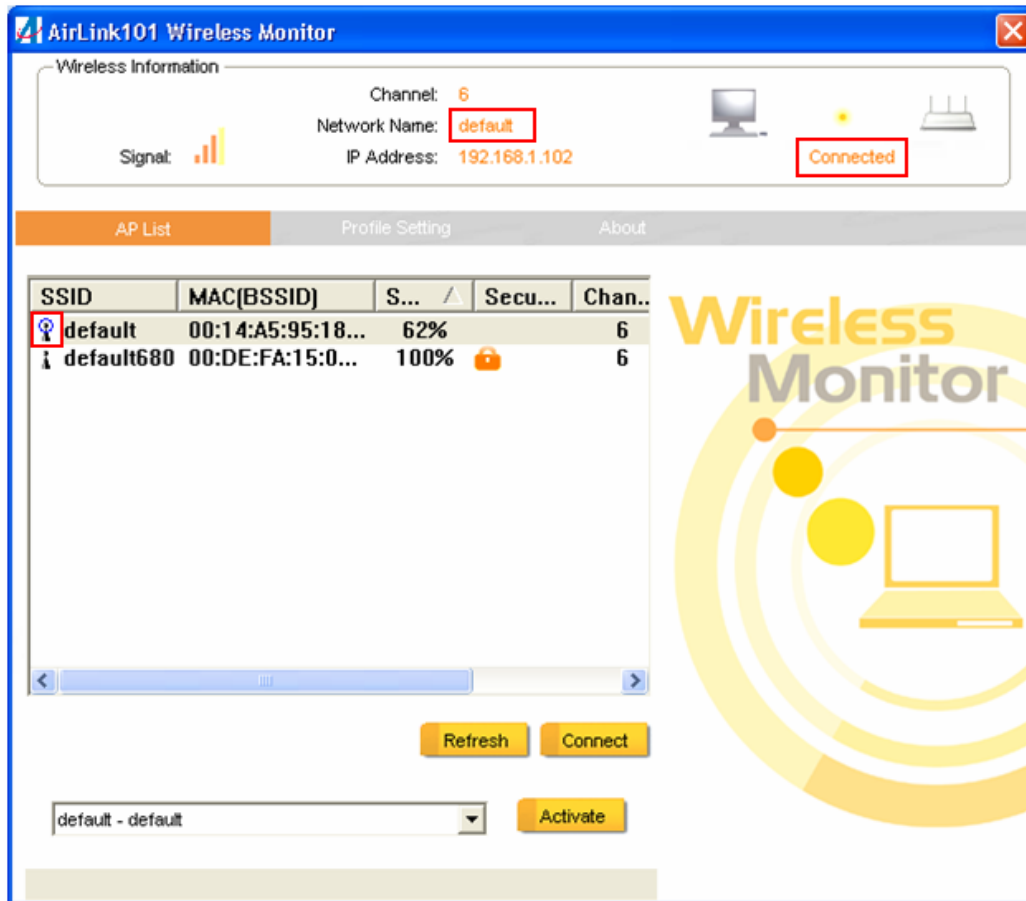 AirLink101 Wireless Monitor
Wireless Information
Channel: 6
Network Name: default
Signal: IP Address: 192.168.1.102
Connected
AP List Profile Setting About
SSID MAC(BSSID) S... Secu... Chan..
default 00:14:A5:95:18... 62% 6
default680 00:DE:FA:15:0... 100% 6
Wireless
Monitor
Refresh Connect
default - default Activate